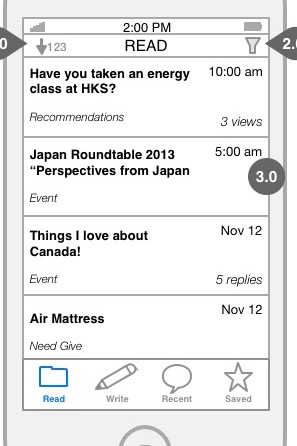 2:00 PM
0
123
READ
2.
Have you taken an energy
class at HKS?
10:00 am
Recommendations
3 views
Japan Roundtable 2013
“Perspectives from Japan
5:00 am
3.0
Event
Things I love about
Canada!
Nov 12
Event
5 replies
Air Mattress
Nov 12
Need Give
Read
Write
Recent
Saved